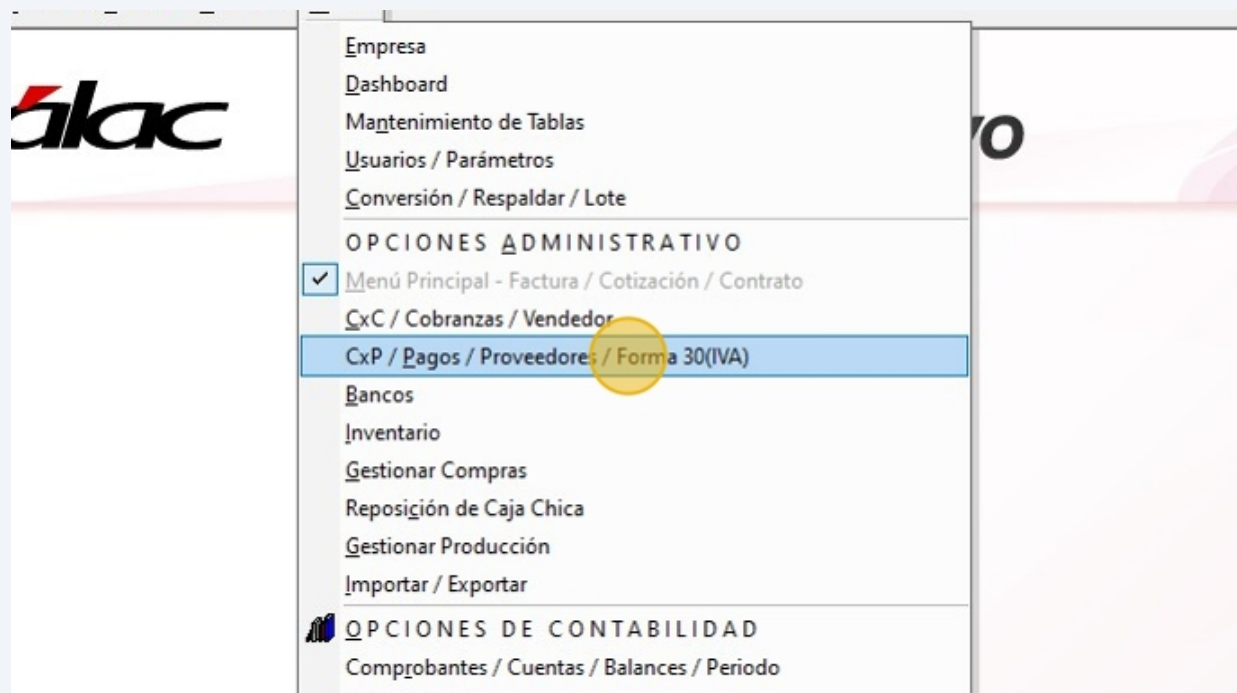 álac
vo
Empresa
Dashboard
Mantenimiento de Tablas
Usuarios / Parámetros
Conversión / Respaldar / Lote
OPCIONES ADMINISTRATIVO
Menú Principal - Factura / Cotización / Contrato
CxC / Cobranzas / Vendedor
CxP / Pagos / Proveedores / Forma 30(IVA)
Bancos
Inventario
Gestionar Compras
Reposición de Caja Chica
Gestionar Producción
Importar / Exportar
OPCIONES DE CONTABILIDAD
Comprobantes / Cuentas / Balances / Periodo